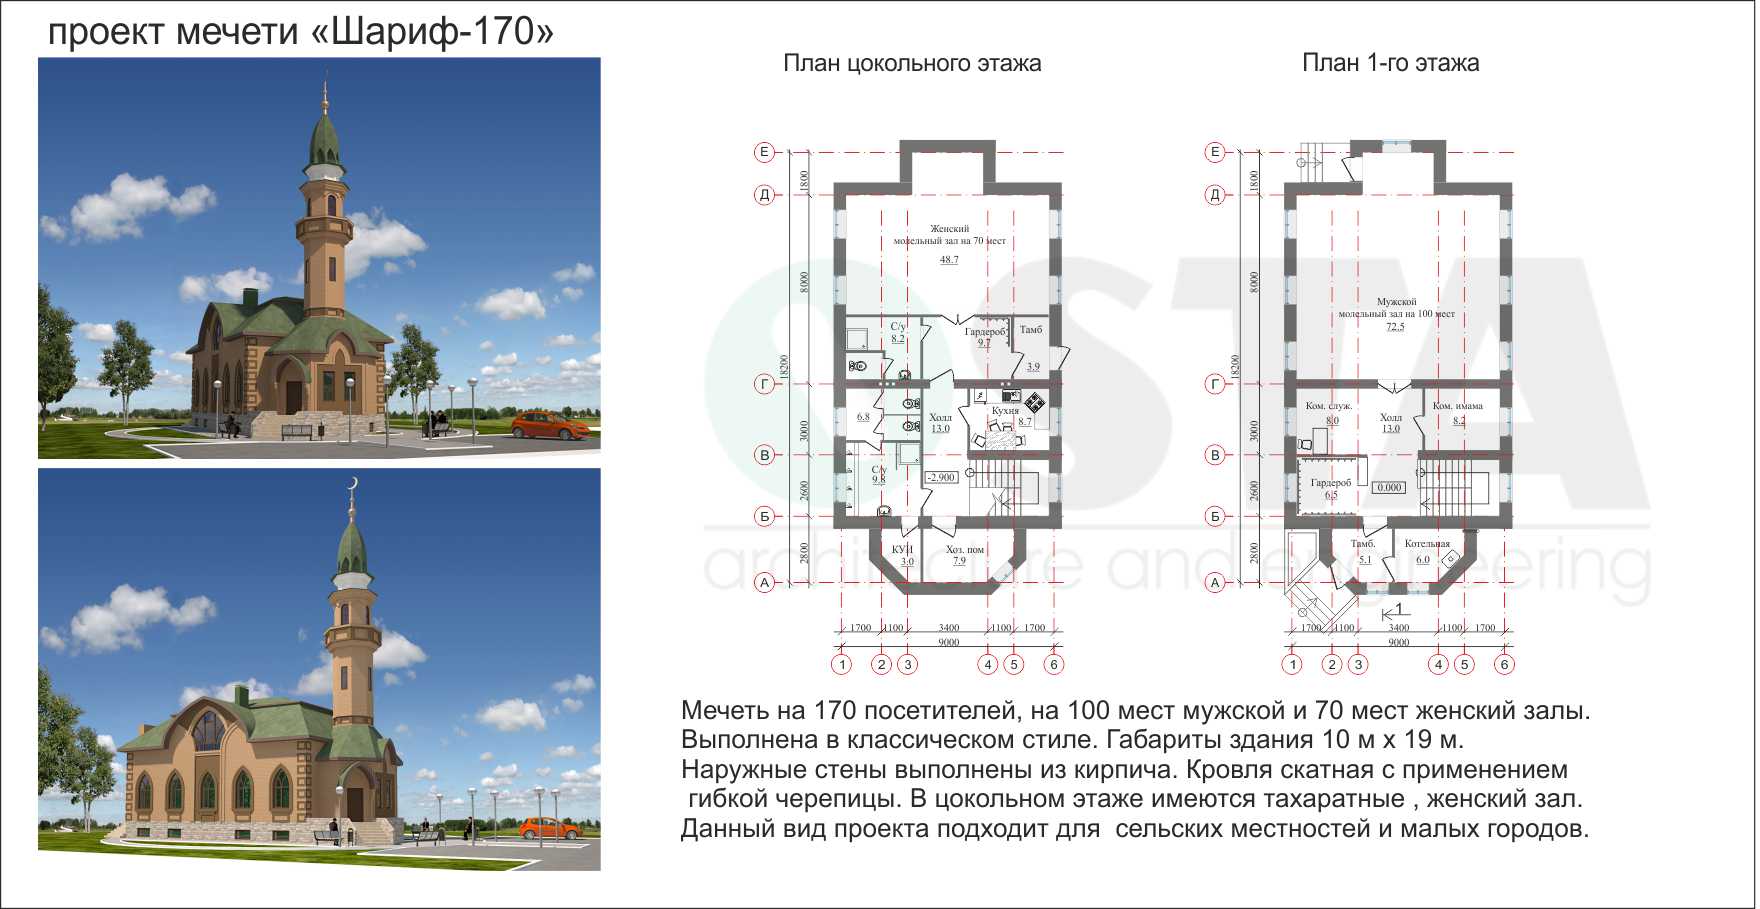 проект мечети «Шариф-170»
План цокольного этажа
План 1-го этажа
Е
Д
Г
В
Б
А
1800
8000
18200
3000
2600
2800
Женский
молельный зал на 70 мест
48.7
С/у
8.2
Гардероб
9.7
Тамб
3.9
6.8
Холл
13.0
Кухня
8.7
С/у
9.8
-2.900
КУИ
3.0
Хоз. пом
7.9
1700 1100 3400 1100 1700
9000
1 2 3 4 5 6
Е
Д
Г
В
Б
А
1800
8000
18200
3000
2600
2800
Мужской
молельный зал на 100 мест
72.5
Ком. служ.
8.0
Холл
13.0
Ком. имама
8.2
Гардероб
6.5
0.000
Тамб.
5.1
Котельная
6.0
1
1700 1100 3400 1100 1700
9000
1 2 3 4 5 6
OSTA
architecture and engineering
Мечеть на 170 посетителей, на 100 мест мужской и 70 мест женский залы.
Выполнена в классическом стиле. Габариты здания 10 м х 19 м.
Наружные стены выполнены из кирпича. Кровля скатная с применением
гибкой черепицы. В цокольном этаже имеются тахаратные , женский зал.
Данный вид проекта подходит для сельских местностей и малых городов.